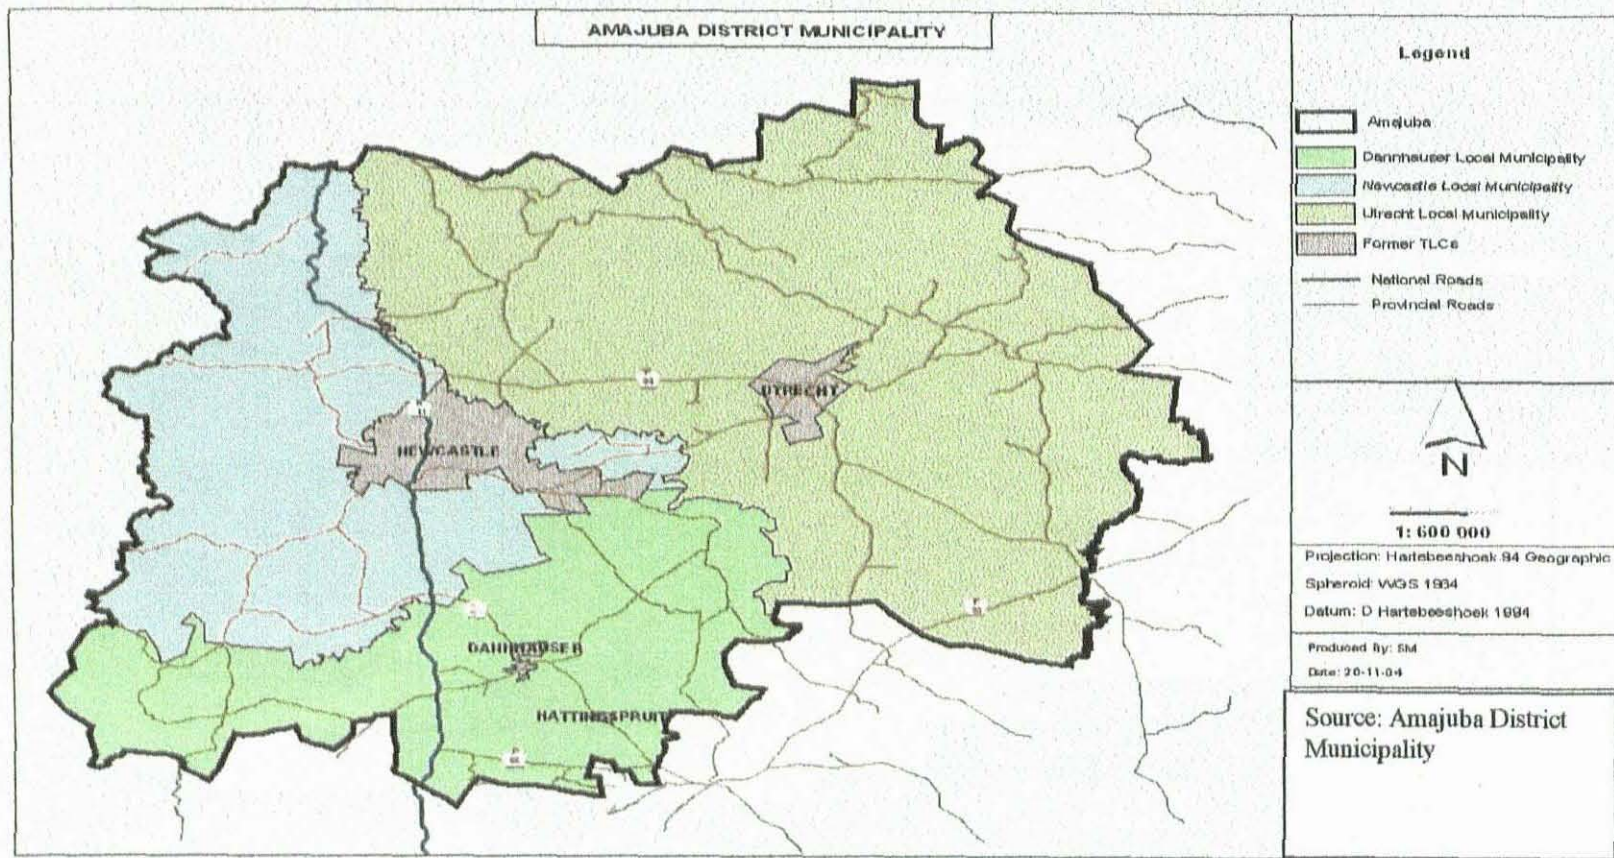 AMAJUBA DISTRICT MUNICIPALITY
UTRECHT
NEWCASTLE
DANNHAUSER
HATTINGSPRUIT
Legend
Amajuba
Dannhauser Local Municipality
Newcastle Local Municipality
Utrecht Local Municipality
Former TLCs
National Roads
Provincial Roads
N
1: 600 000
Projection: Hartebeeshoek 94 Geographic
Spheroid: WGS 1984
Datum: D Hartebeeshoek 1994
Produced By: SM
Date: 20-11-04
Source: Amajuba District
Municipality